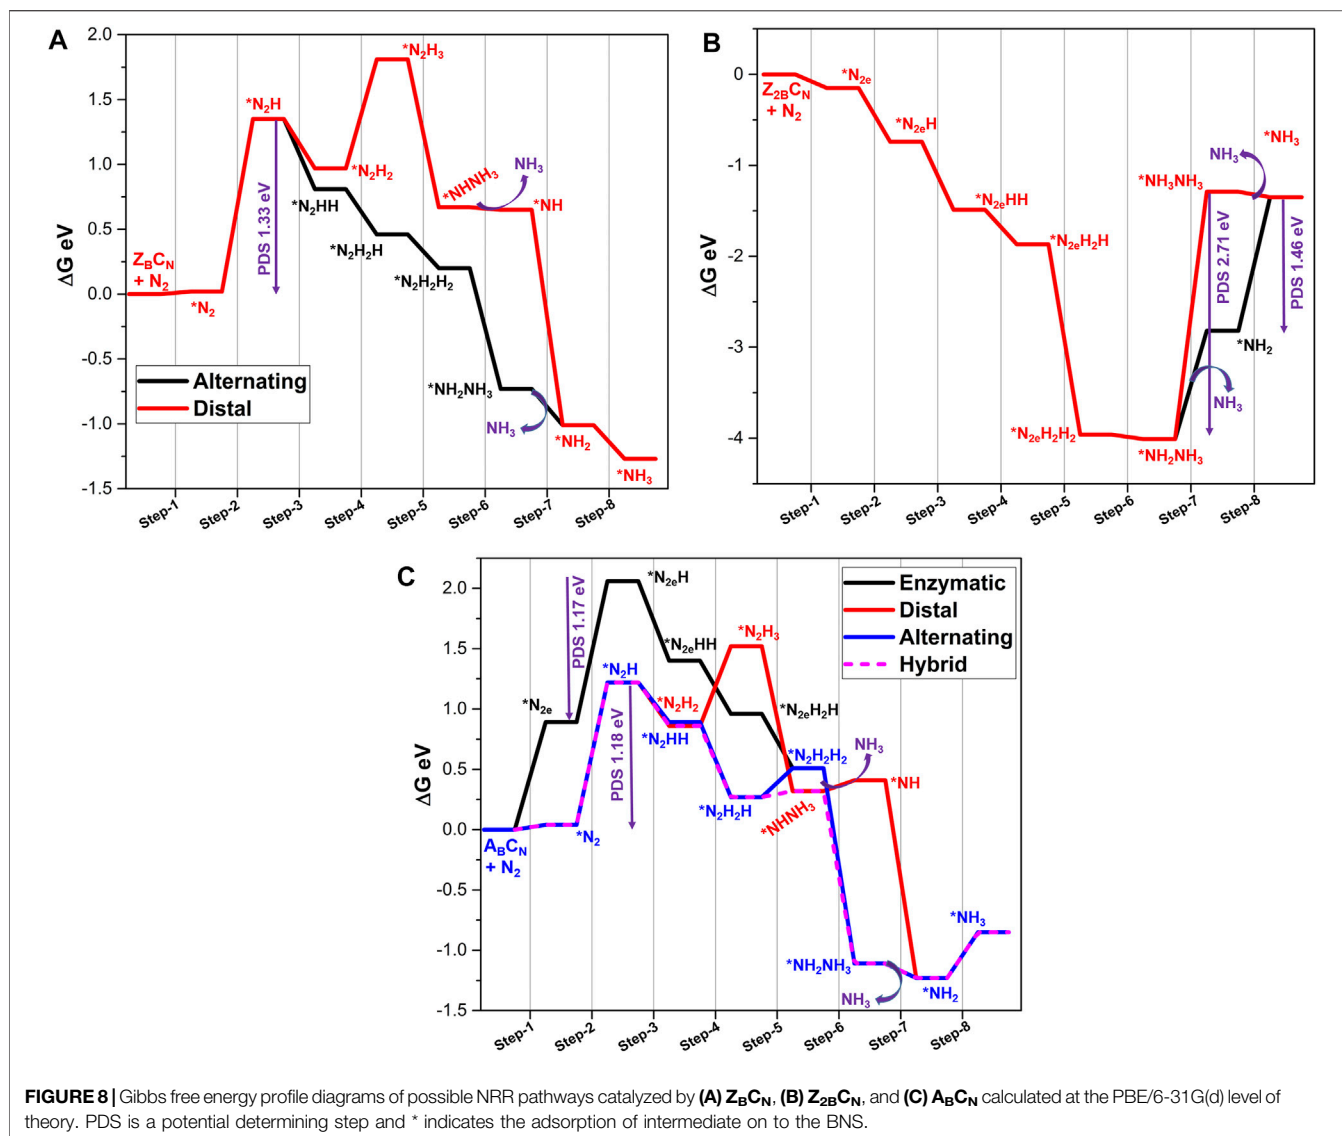 A
2.0
1.5
1.0
0.5
0.0
-0.5
-1.0
-1.5
ΔG eV
*N2H
*N2H3
*N2H2
*N2HH
*N2H2H
*N2H2H2
*NHNH3
NH3
*NH
ZBCN
+ N2
*N2
PDS 1.33 eV
*NH2NH3
NH3
*NH2
*NH3
Alternating
Distal
Step-1
Step-2
Step-3
Step-4
Step-5
Step-6
Step-7
Step-8
B
0
-1
-2
-3
-4
ΔG eV
Z2BCN
+ N2
*N2e
*N2eH
*N2eHH
*N2eH2H
*N2eH2H2
*NH2NH3
*NH3NH3
NH3
*NH3
PDS 2.71 eV
PDS 1.46 eV
*NH2
NH3
Step-1
Step-2
Step-3
Step-4
Step-5
Step-6
Step-7
Step-8
C
2.0
1.5
1.0
0.5
0.0
-0.5
-1.0
-1.5
ΔG eV
Enzymatic
Distal
Alternating
Hybrid
PDS 1.17 eV
*N2eH
*N2eHH
*N2H3
*N2H
*N2e
*N2H2
*N2HH
*N2eH2H
*N2H2H2
NH3
PDS 1.18 eV
*N2H2H
*NHNH3
*NH
ABCN
+ N2
*N2
*NH2NH3
NH3
*NH2
*NH3
Step-1
Step-2
Step-3
Step-4
Step-5
Step-6
Step-7
Step-8
FIGURE 8 | Gibbs free energy profile diagrams of possible NRR pathways catalyzed by (A) ZBCN, (B) Z2BCN, and (C) ABCN calculated at the PBE/6-31G(d) level of
theory. PDS is a potential determining step and * indicates the adsorption of intermediate on to the BNS.